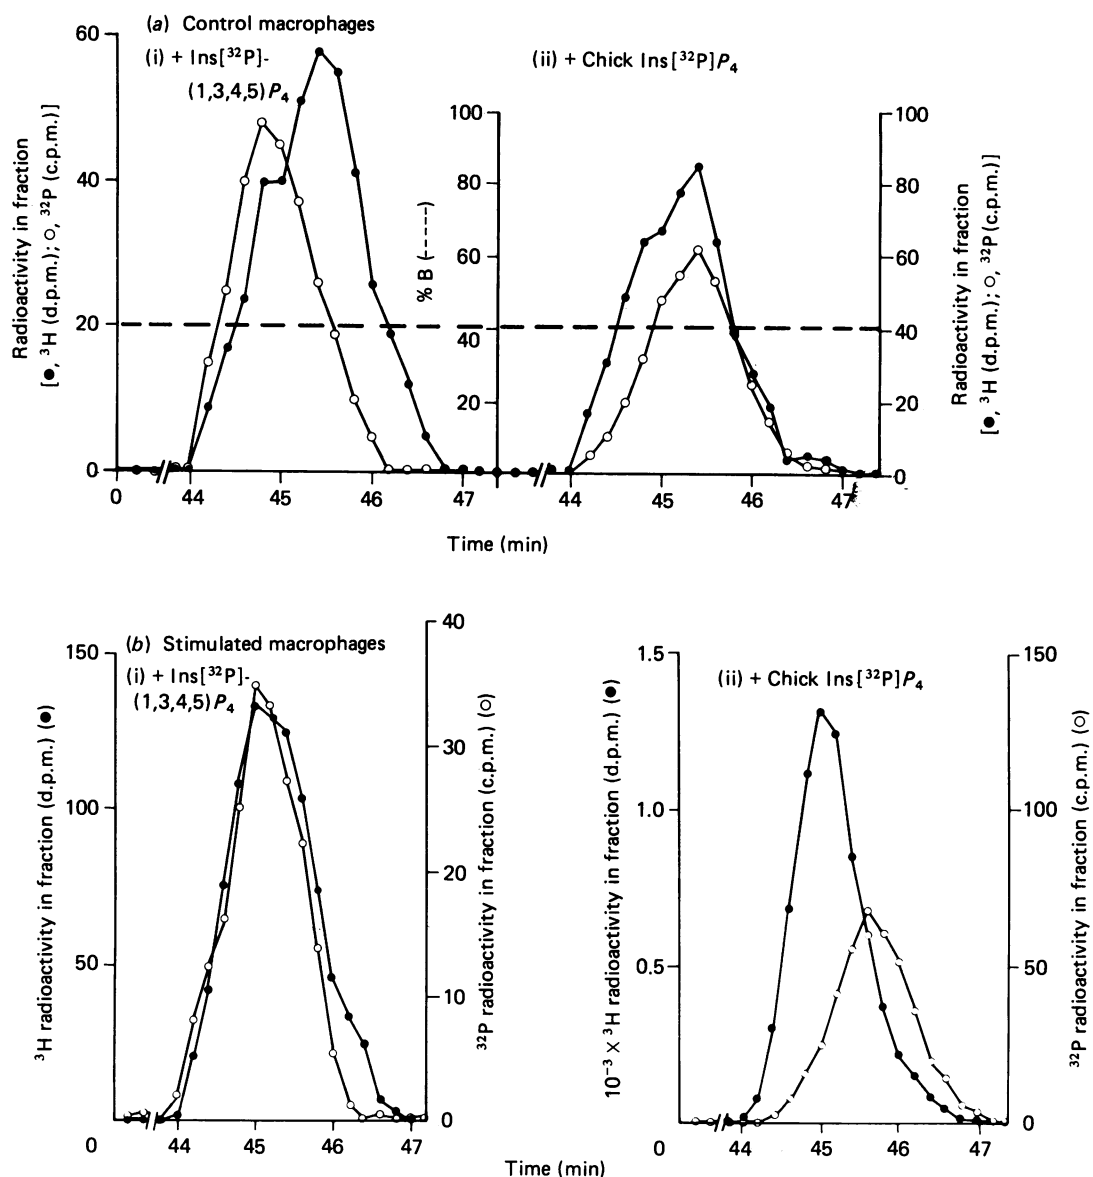 (a) Control macrophages
(i) + Ins[³²P]-
(1,3,4,5)P₄
(ii) + Chick Ins[³²P]P₄
Radioactivity in fraction
[●, ³H (d.p.m.); ○, ³²P (c.p.m.)]
60
40
20
0
% B (-----)
100
80
60
40
20
100
80
60
40
20
0
Radioactivity in fraction
[●, ³H (d.p.m.); ○, ³²P (c.p.m.)]
0 44 45 46 47 44 45 46 47
Time (min)
(b) Stimulated macrophages
(i) + Ins[³²P]-
(1,3,4,5)P₄
³H radioactivity in fraction (d.p.m.) (●)
150
100
50
0
40
30
20
10
0
³²P radioactivity in fraction (c.p.m.) (○)
44 45 46 47
(ii) + Chick Ins[³²P]P₄
10⁻³ X ³H radioactivity in fraction (d.p.m.) (●)
1.5
1.0
0.5
0
150
100
50
0
³²P radioactivity in fraction (c.p.m.) (○)
44 45 46 47
Time (min)